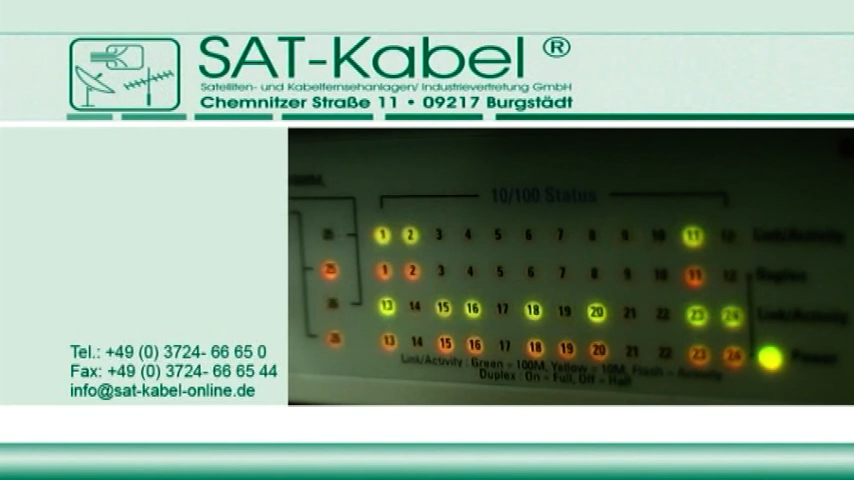 SAT-Kabel ®
Satelliten- und Kabelfernsehanlagen/ Industrievertretung GmbH
Chemnitzer Straße 11 • 09217 Burgstädt
10/100 Status
1 2 3 4 5 6 7 8 9 10 11 12 Link/Activity
25 1 2 3 4 5 6 7 8 9 10 11 12 Duplex
26 13 14 15 16 17 18 19 20 21 22 23 24 Link/Activity
26 13 14 15 16 17 18 19 20 21 22 23 24 Power
Link/Activity : Green = 100M, Yellow = 10M, Flash = Activity
Duplex : On = Full, Off = Half
Tel.: +49 (0) 3724- 66 65 0
Fax: +49 (0) 3724- 66 65 44
info@sat-kabel-online.de